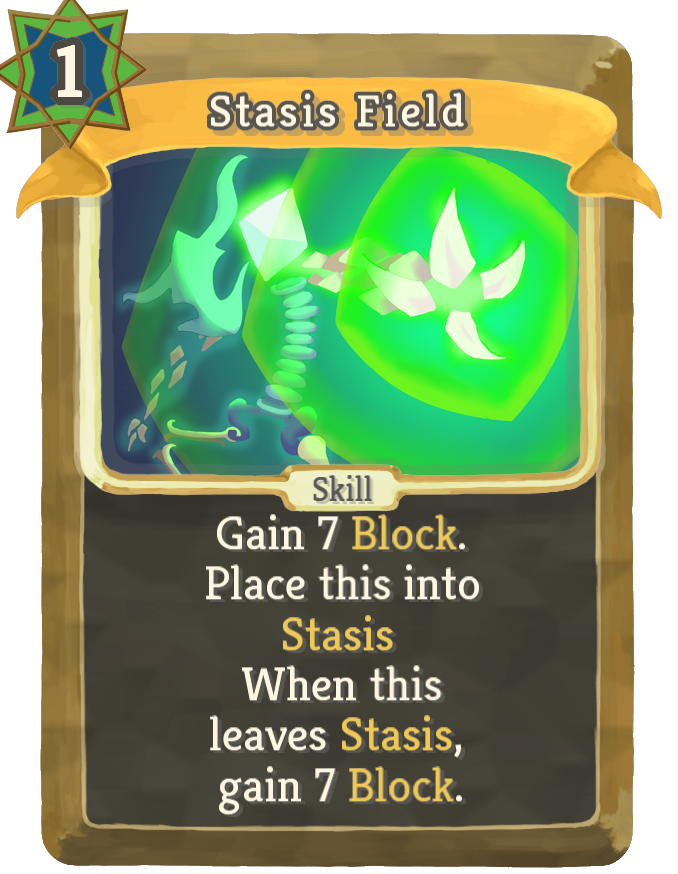 1
Stasis Field
Skill
Gain 7 Block.
Place this into
Stasis
When this
leaves Stasis,
gain 7 Block.